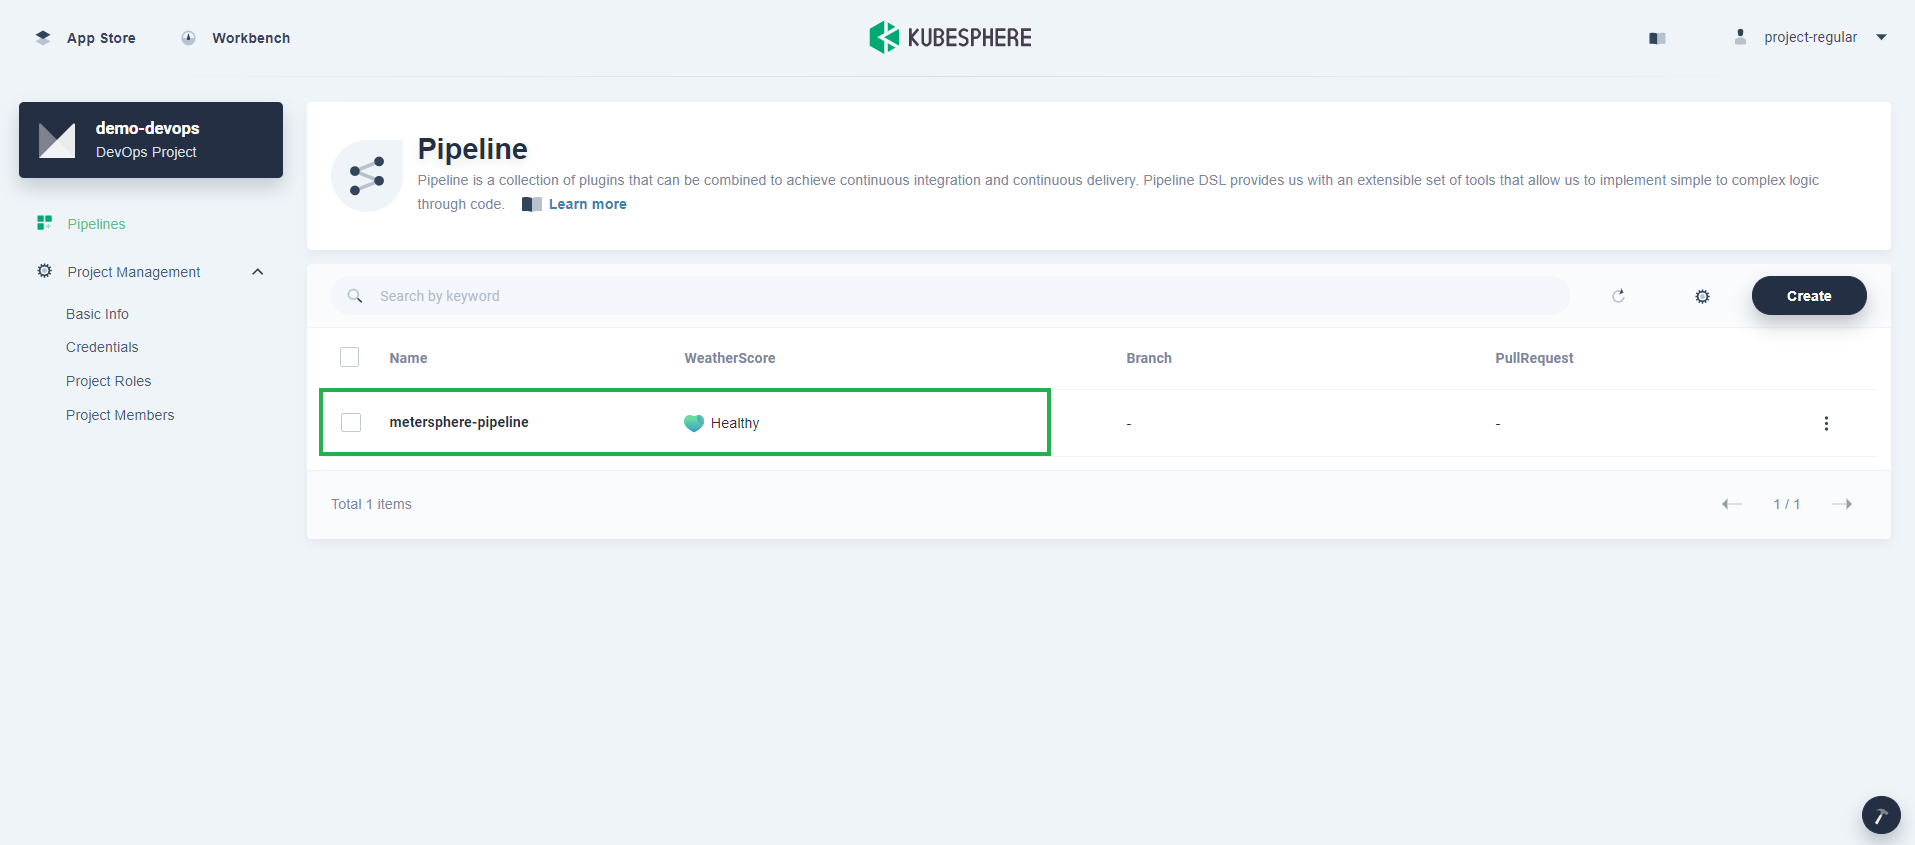 App Store
Workbench
KUBESPHERE
project-regular
demo-devops
DevOps Project
Pipelines
Project Management
Basic Info
Credentials
Project Roles
Project Members
Pipeline
Pipeline is a collection of plugins that can be combined to achieve continuous integration and continuous delivery. Pipeline DSL provides us with an extensible set of tools that allow us to implement simple to complex logic
through code. Learn more
Search by keyword
Create
Name WeatherScore Branch PullRequest
metersphere-pipeline Healthy - -
Total 1 items
1 / 1